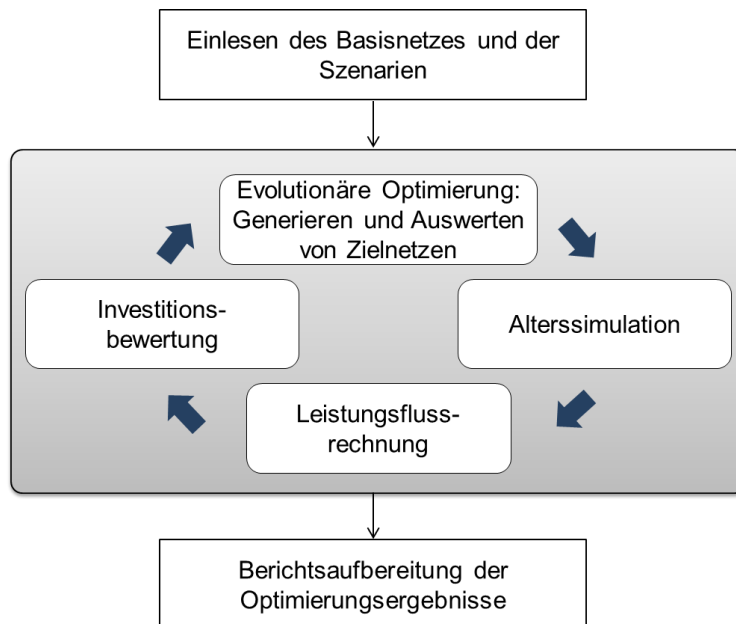 Einlesen des Basisnetzes und der
Szenarien
Evolutionäre Optimierung:
Generieren und Auswerten
von Zielnetzen
Investitions-
bewertung
Alterssimulation
Leistungsfluss-
rechnung
Berichtsaufbereitung der
Optimierungsergebnisse